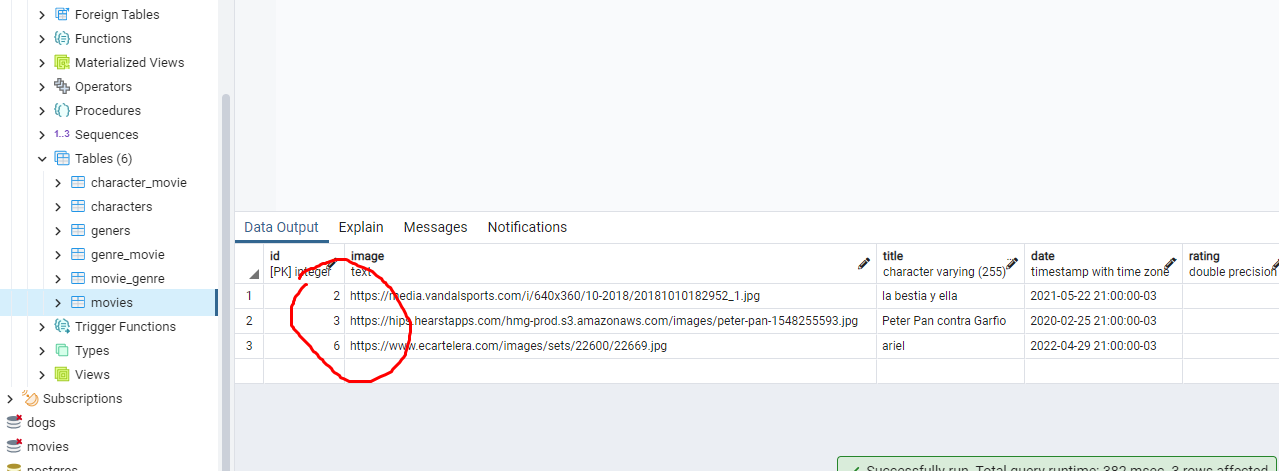 Foreign Tables
Functions
Materialized Views
Operators
Procedures
1..3 Sequences
Tables (6)
character_movie
characters
geners
genre_movie
movie_genre
movies
Trigger Functions
Types
Views
Subscriptions
dogs
movies
postgres
Data Output Explain Messages Notifications
id image title date rating
[PK] integer text character varying (255) timestamp with time zone double precision
1 2 https://media.vandalsports.com/i/640x360/10-2018/20181010182952_1.jpg la bestia y ella 2021-05-22 21:00:00-03
2 3 https://hips.hearstapps.com/hmg-prod.s3.amazonaws.com/images/peter-pan-1548255593.jpg Peter Pan contra Garfio 2020-02-25 21:00:00-03
3 6 https://www.ecartelera.com/images/sets/22600/22669.jpg ariel 2022-04-29 21:00:00-03
Successfully run. Total query runtime: 382 msec. 3 rows affected